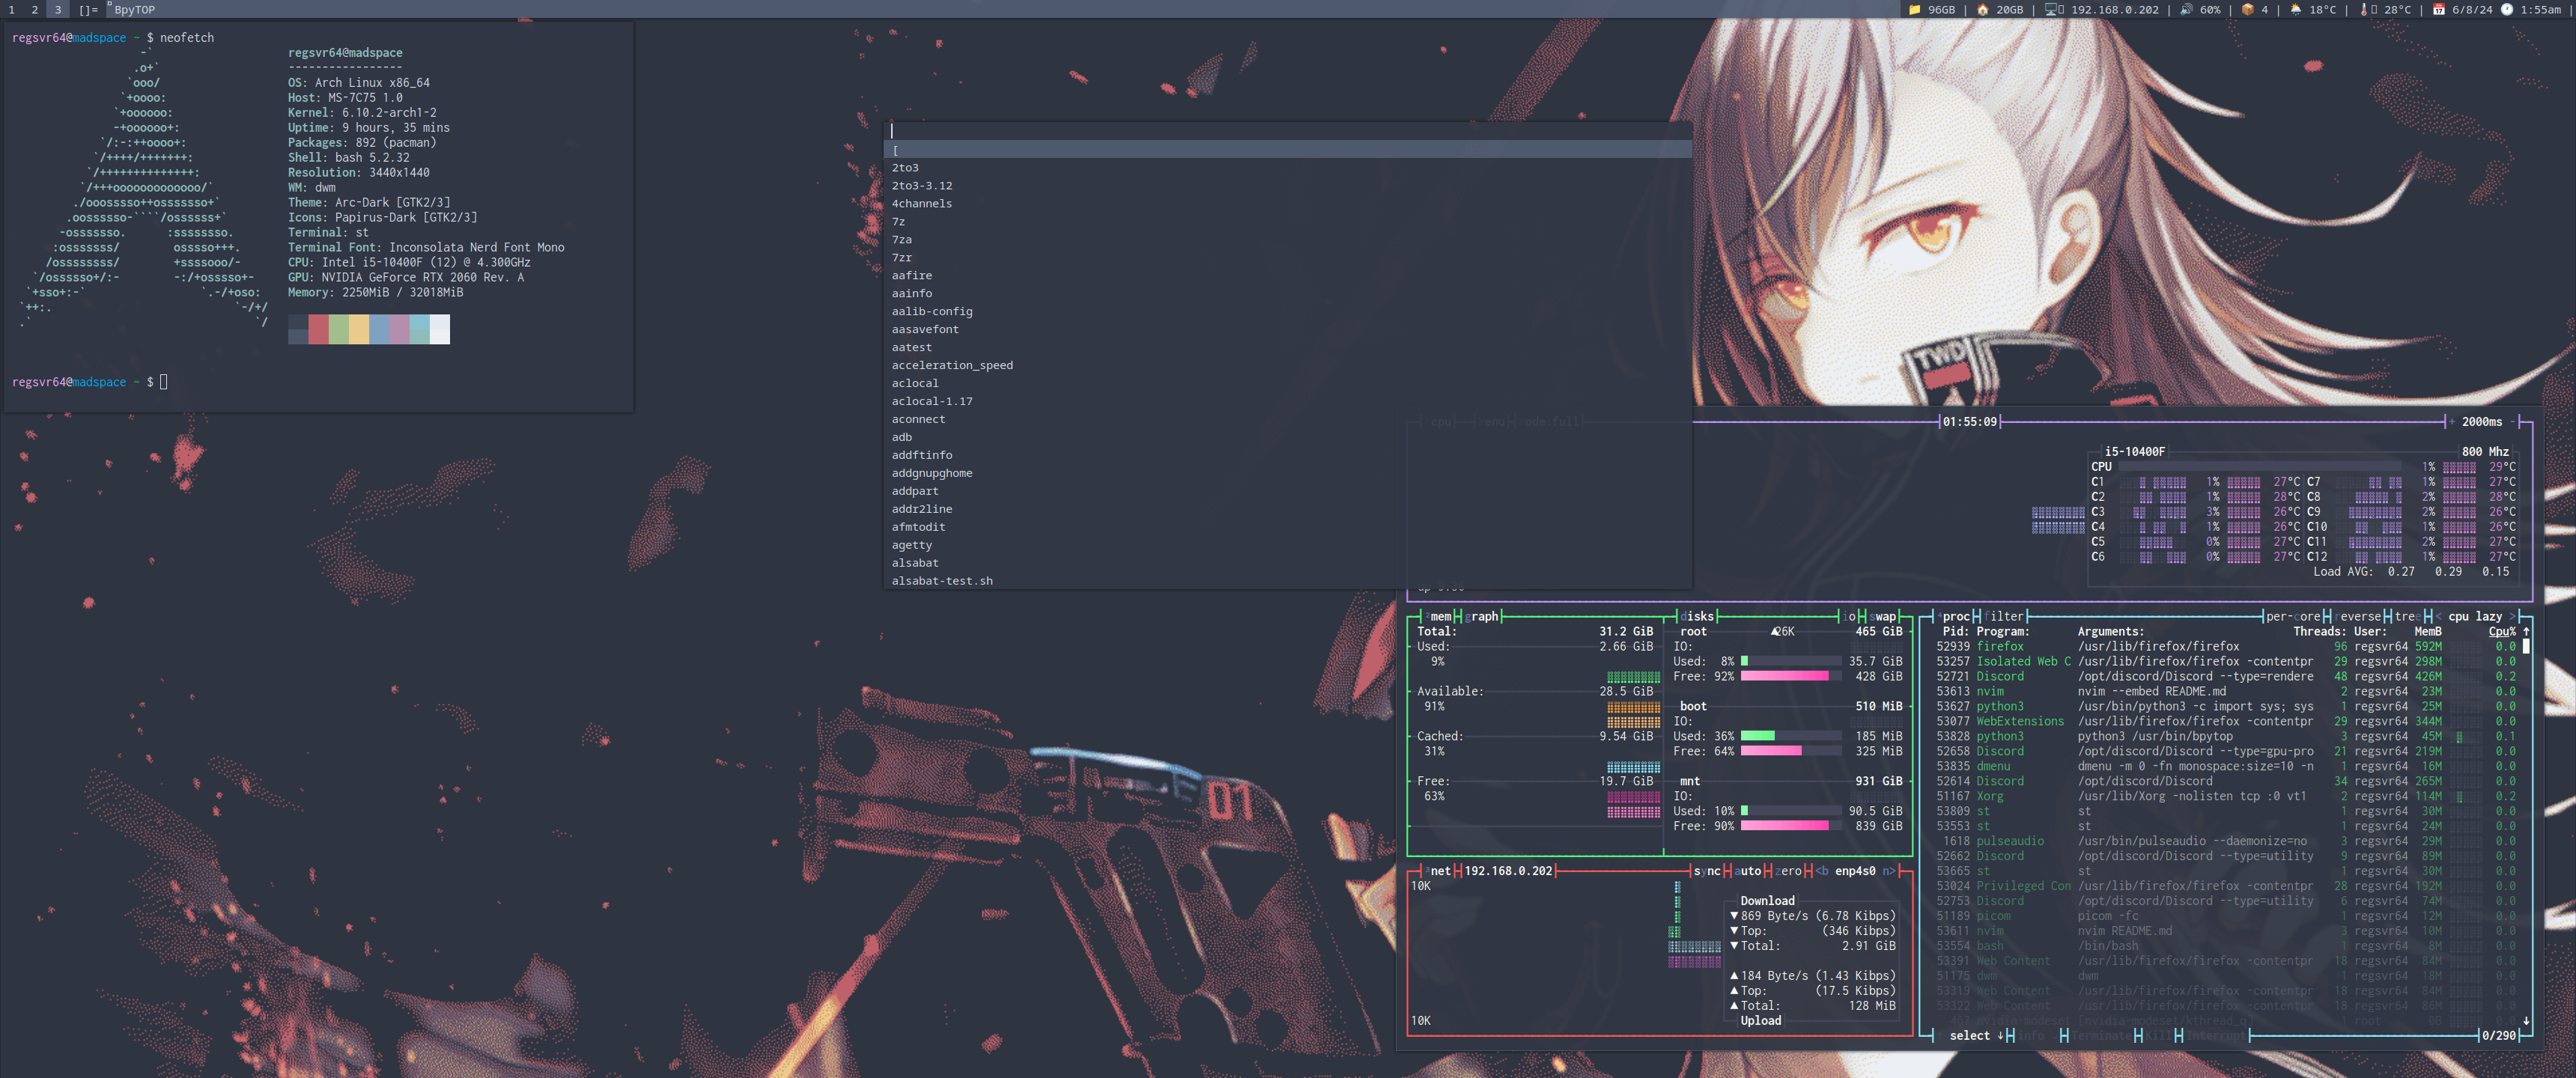 1 2 3 []= BpyTOP
96GB | 20GB | 192.168.0.202 | 60% | 4 | 18°C | 28°C | 6/8/24 1:55am |
regsvr64@madspace ~ $ neofetch
regsvr64@madspace
-----------------
OS: Arch Linux x86_64
Host: MS-7C75 1.0
Kernel: 6.10.2-arch1-2
Uptime: 9 hours, 35 mins
Packages: 892 (pacman)
Shell: bash 5.2.32
Resolution: 3440x1440
WM: dwm
Theme: Arc-Dark [GTK2/3]
Icons: Papirus-Dark [GTK2/3]
Terminal: st
Terminal Font: Inconsolata Nerd Font Mono
CPU: Intel i5-10400F (12) @ 4.300GHz
GPU: NVIDIA GeForce RTX 2060 Rev. A
Memory: 2250MiB / 32018MiB
regsvr64@madspace ~ $
[
2to3
2to3-3.12
4channels
7z
7za
7zr
aafire
aainfo
aalib-config
aasavefont
aatest
acceleration_speed
aclocal
aclocal-1.17
aconnect
adb
addftinfo
addgnupghome
addpart
addr2line
afmtodit
agetty
alsabat
alsabat-test.sh
TWD
01
cpu menu mode:full 01:55:09 + 2000ms -
i5-10400F 800 Mhz
CPU 1% 29°C
C1 1% 27°C C7 1% 27°C
C2 1% 28°C C8 2% 28°C
C3 3% 26°C C9 2% 26°C
C4 1% 26°C C10 1% 26°C
C5 0% 27°C C11 2% 27°C
C6 0% 27°C C12 1% 27°C
Load AVG: 0.27 0.29 0.15
²mem graph
Total: 31.2 GiB
Used: 2.66 GiB
9%
Available: 28.5 GiB
91%
Cached: 9.54 GiB
31%
Free: 19.7 GiB
63%
disks io swap
root ▲26K 465 GiB
IO:
Used: 8% 35.7 GiB
Free: 92% 428 GiB
boot 510 MiB
IO:
Used: 36% 185 MiB
Free: 64% 325 MiB
mnt 931 GiB
IO:
Used: 10% 90.5 GiB
Free: 90% 839 GiB
³net 192.168.0.202 sync auto zero <b enp4s0 n>
10K
Download
▼ 869 Byte/s (6.78 Kibps)
▼ Top: (346 Kibps)
▼ Total: 2.91 GiB
▲ 184 Byte/s (1.43 Kibps)
▲ Top: (17.5 Kibps)
▲ Total: 128 MiB
Upload
10K
⁴proc filter per-core reverse tree < cpu lazy >
Pid: Program: Arguments: Threads: User: MemB Cpu% ↑
52939 firefox /usr/lib/firefox/firefox 96 regsvr64 592M 0.0
53257 Isolated Web C /usr/lib/firefox/firefox -contentpr 29 regsvr64 298M 0.0
52721 Discord /opt/discord/Discord --type=rendere 48 regsvr64 426M 0.2
53613 nvim nvim --embed README.md 2 regsvr64 23M 0.0
53627 python3 /usr/bin/python3 -c import sys; sys 1 regsvr64 25M 0.0
53077 WebExtensions /usr/lib/firefox/firefox -contentpr 29 regsvr64 344M 0.0
53828 python3 python3 /usr/bin/bpytop 3 regsvr64 45M 0.1
52658 Discord /opt/discord/Discord --type=gpu-pro 21 regsvr64 219M 0.0
53835 dmenu dmenu -m 0 -fn monospace:size=10 -n 1 regsvr64 16M 0.0
52614 Discord /opt/discord/Discord 34 regsvr64 265M 0.0
51167 Xorg /usr/lib/Xorg -nolisten tcp :0 vt1 2 regsvr64 114M 0.2
53809 st st 1 regsvr64 30M 0.0
53553 st st 1 regsvr64 24M 0.0
1618 pulseaudio /usr/bin/pulseaudio --daemonize=no 3 regsvr64 29M 0.0
52662 Discord /opt/discord/Discord --type=utility 9 regsvr64 89M 0.0
53665 st st 1 regsvr64 30M 0.0
53024 Privileged Con /usr/lib/firefox/firefox -contentpr 28 regsvr64 192M 0.0
52753 Discord /opt/discord/Discord --type=utility 6 regsvr64 74M 0.0
51189 picom picom -fc 1 regsvr64 12M 0.0
53611 nvim nvim README.md 3 regsvr64 10M 0.0
53554 bash /bin/bash 1 regsvr64 8M 0.0
53391 Web Content /usr/lib/firefox/firefox -contentpr 18 regsvr64 84M 0.0
51175 dwm dwm 1 regsvr64 18M 0.0
53319 Web Content /usr/lib/firefox/firefox -contentpr 18 regsvr64 84M 0.0
53322 Web Content /usr/lib/firefox/firefox -contentpr 18 regsvr64 86M 0.0
select ↓ info Terminate Kill Interrupt 0/290